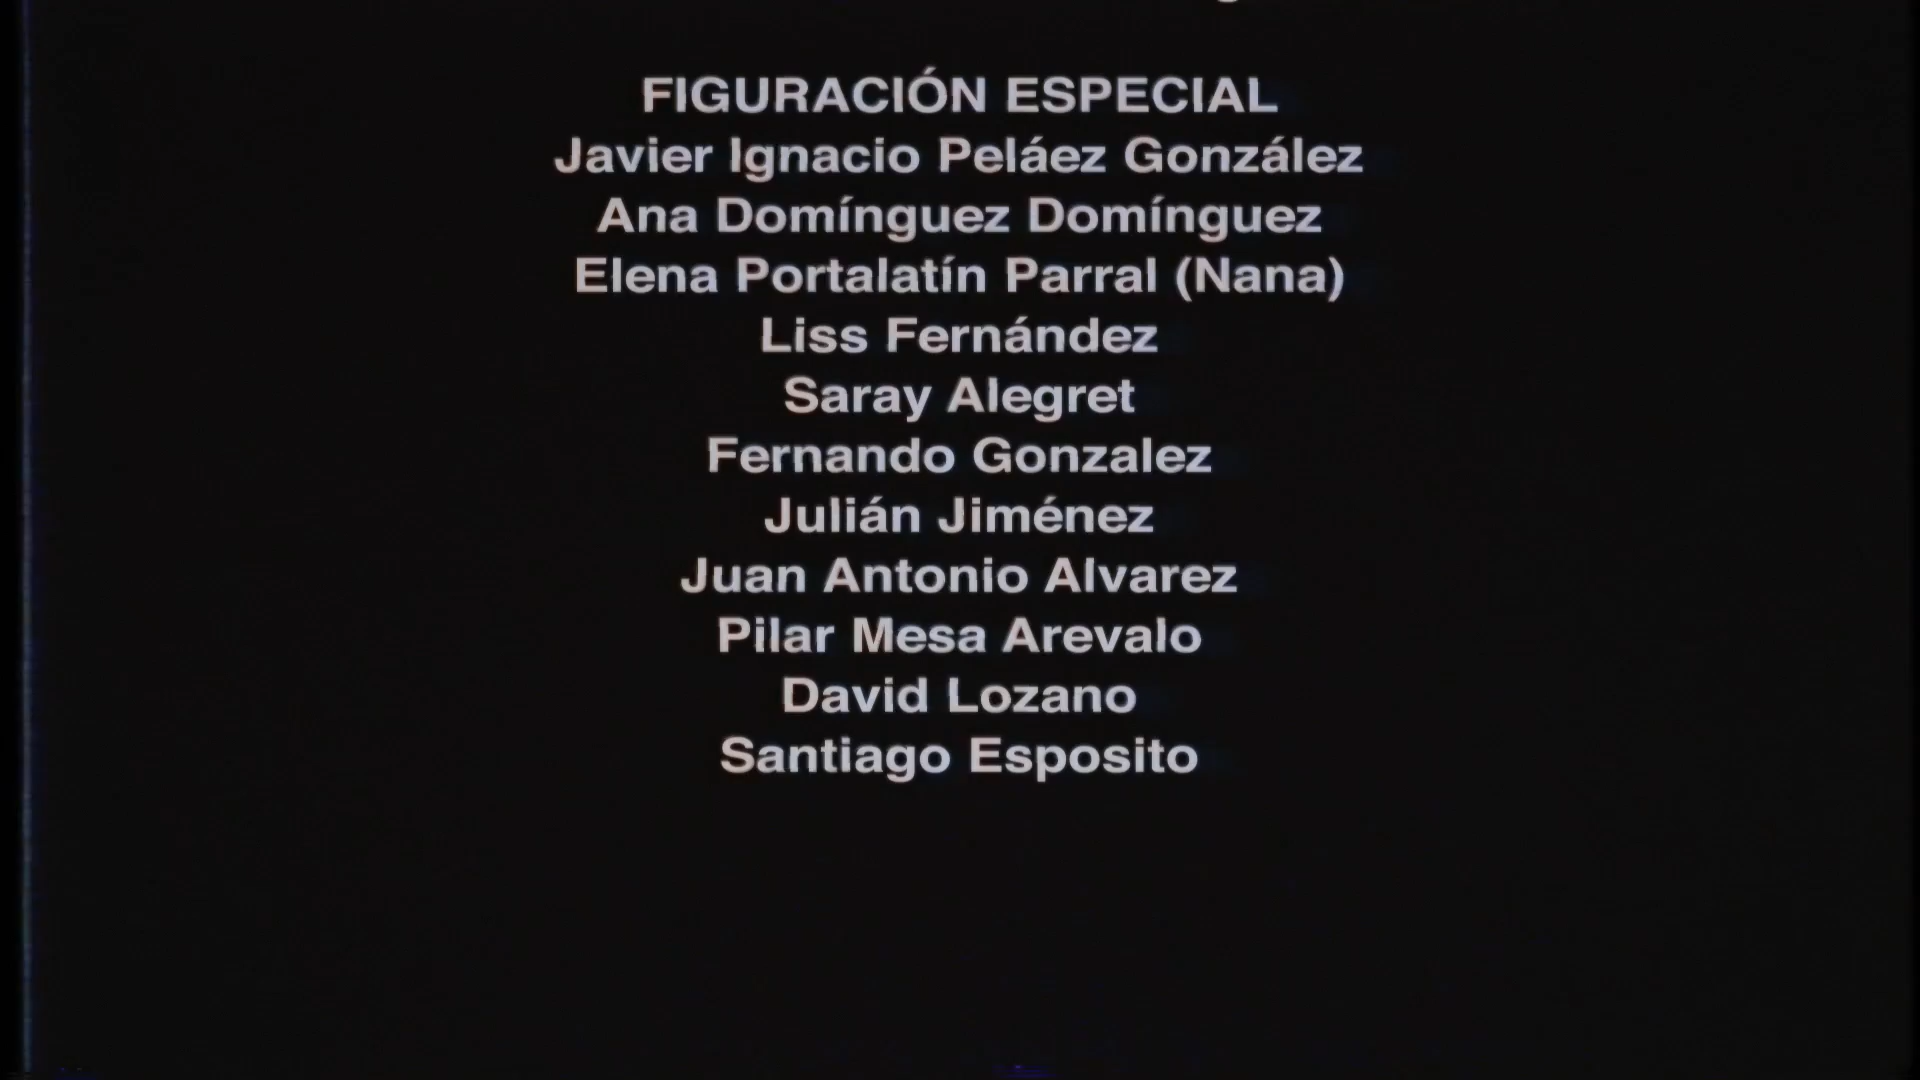 FIGURACIÓN ESPECIAL
Javier Ignacio Peláez González
Ana Domínguez Domínguez
Elena Portalatín Parral (Nana)
Liss Fernández
Saray Alegret
Fernando Gonzalez
Julián Jiménez
Juan Antonio Alvarez
Pilar Mesa Arevalo
David Lozano
Santiago Esposito